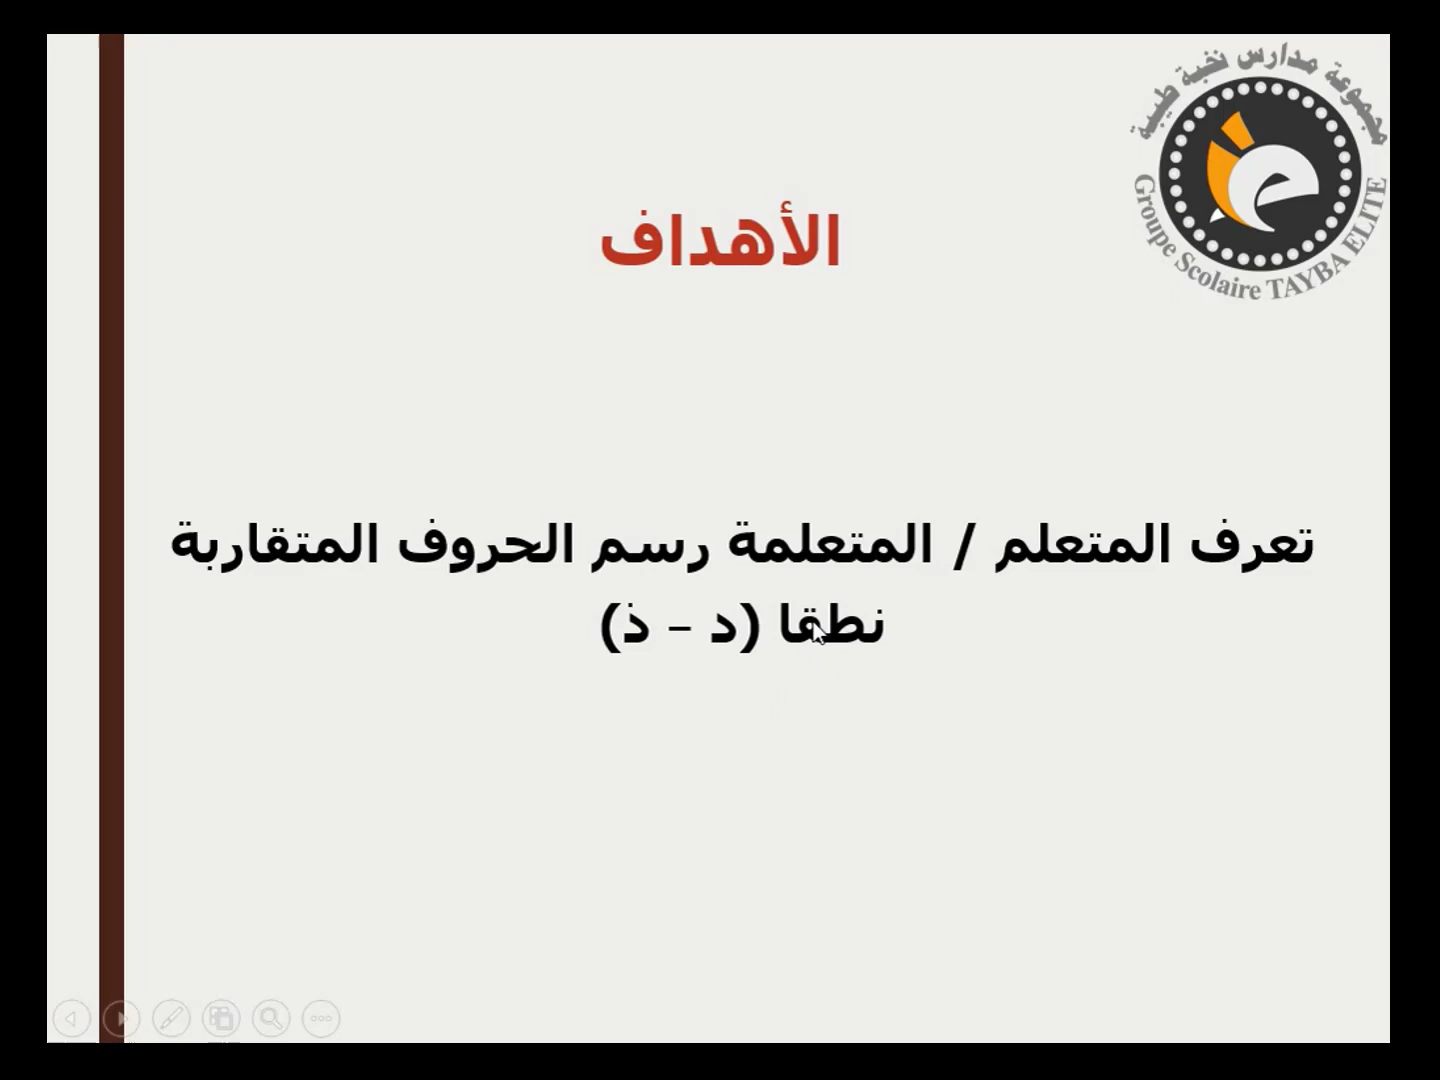 مجموعة مدارس نخبة طيبة
Groupe Scolaire TAYBA ELITE
الأهداف
تعرف المتعلم / المتعلمة رسم الحروف المتقاربة
نطقا (د – ذ)